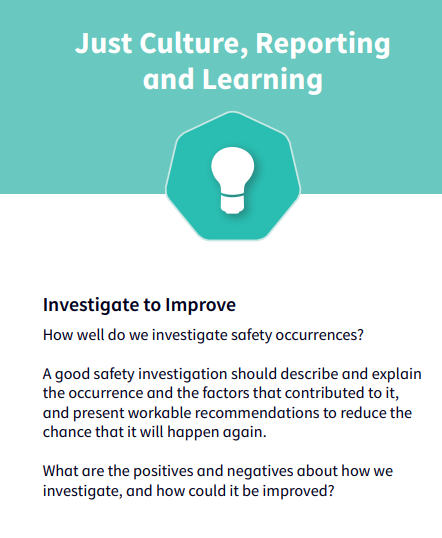 Just Culture, Reporting
and Learning
Investigate to Improve
How well do we investigate safety occurrences?
A good safety investigation should describe and explain
the occurrence and the factors that contributed to it,
and present workable recommendations to reduce the
chance that it will happen again.
What are the positives and negatives about how we
investigate, and how could it be improved?